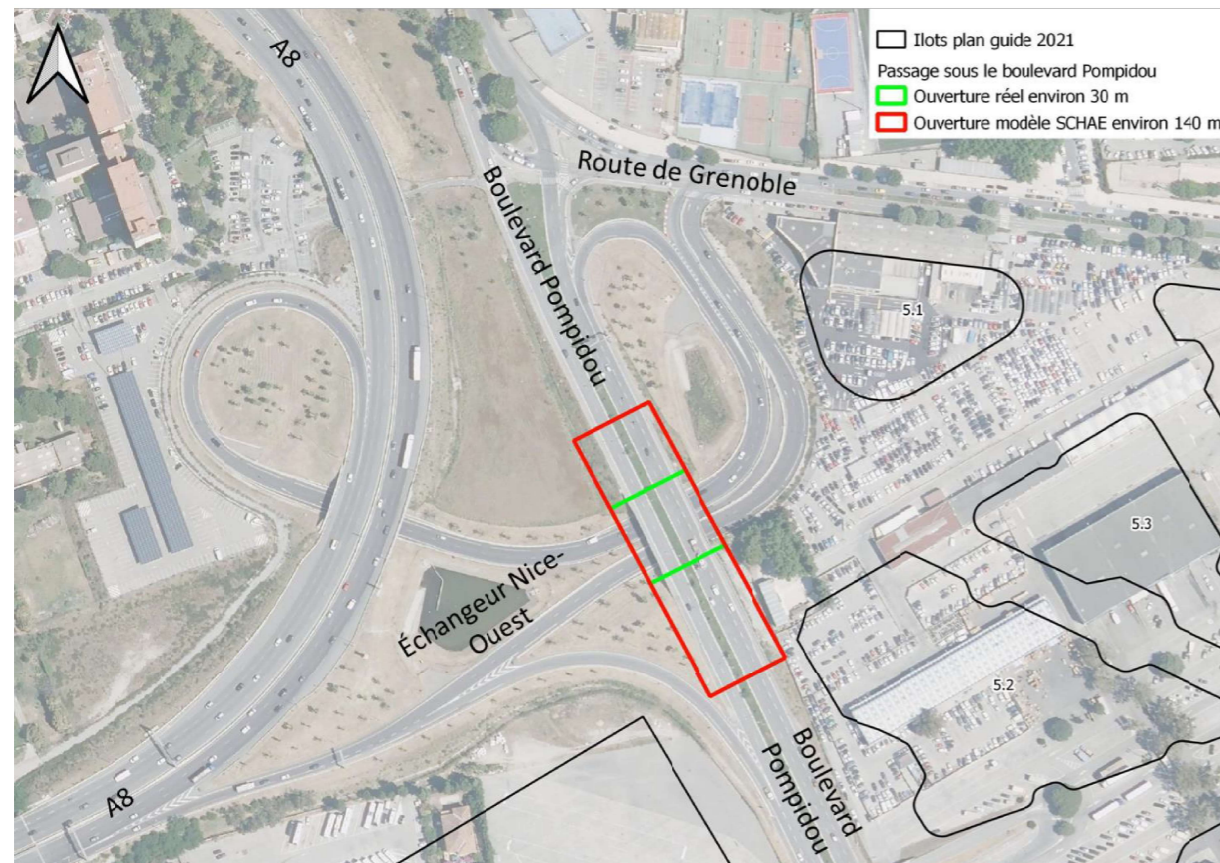 A8
Ilots plan guide 2021
Passage sous le boulevard Pompidou
Ouverture réel environ 30 m
Ouverture modèle SCHAE environ 140 m
Route de Grenoble
Boulevard Pompidou
5.1
5.3
Échangeur Nice-
Ouest
5.2
Boulevard
Pompidou
A8